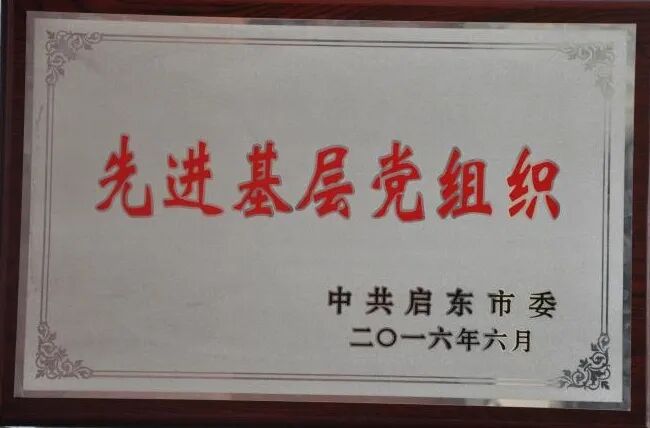 先进基层党组织
中共启东市委
二〇一六年六月